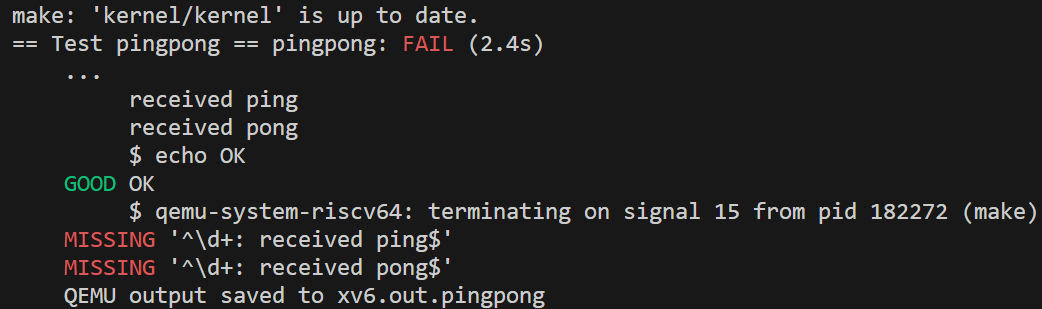 make: 'kernel/kernel' is up to date.
== Test pingpong == pingpong: FAIL (2.4s)
...
received ping
received pong
$ echo OK
GOOD OK
$ qemu-system-riscv64: terminating on signal 15 from pid 182272 (make)
MISSING '^\d+: received ping$'
MISSING '^\d+: received pong$'
QEMU output saved to xv6.out.pingpong